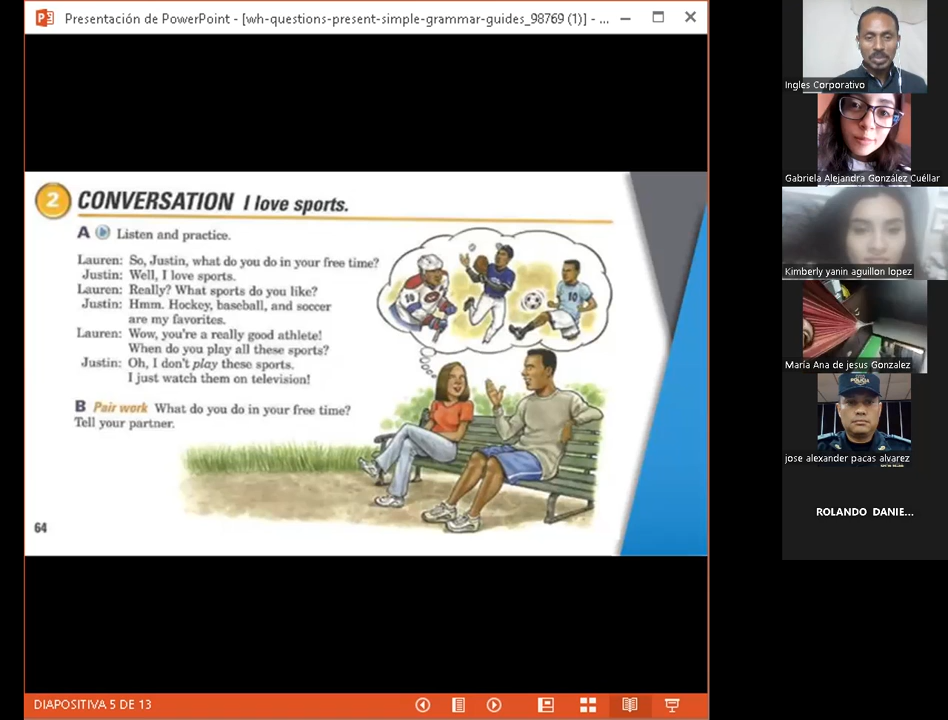 Presentación de PowerPoint - [wh-questions-present-simple-grammar-guides_98769 (1)] - ...
2 CONVERSATION I love sports.
A Listen and practice.
Lauren: So, Justin, what do you do in your free time?
Justin: Well, I love sports.
Lauren: Really? What sports do you like?
Justin: Hmm. Hockey, baseball, and soccer
are my favorites.
Lauren: Wow, you're a really good athlete!
When do you play all these sports?
Justin: Oh, I don't play these sports.
I just watch them on television!
B Pair work What do you do in your free time?
Tell your partner.
10
64
DIAPOSITIVA 5 DE 13
Ingles Corporativo
Gabriela Alejandra González Cuéllar
Kimberly yanin aguillon lopez
María Ana de jesus Gonzalez
POLICIA
jose alexander pacas alvarez
ROLANDO DANIE...